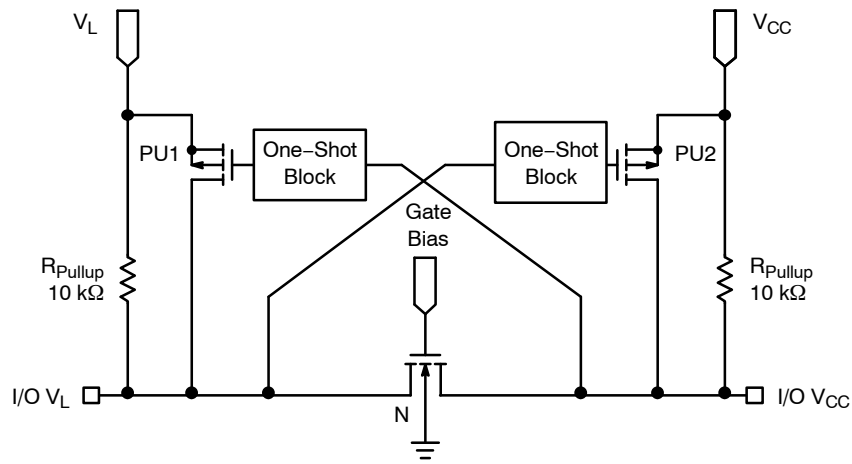 V_L
V_CC
PU1
One−Shot
Block
One−Shot
Block
PU2
Gate
Bias
R_Pullup
10 kΩ
R_Pullup
10 kΩ
I/O V_L
N
I/O V_CC